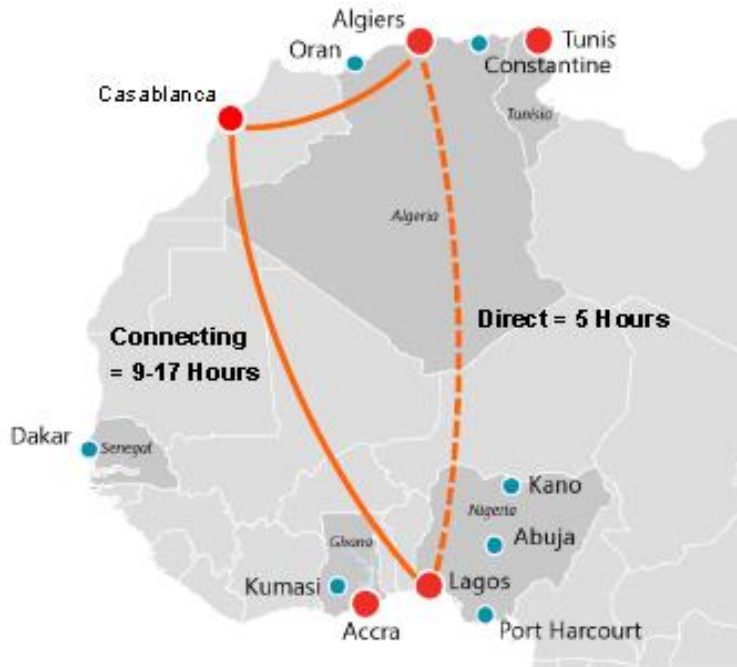 Algiers
Tunis
Oran
Constantine
Casablanca
Tunisia
Algeria
Direct = 5 Hours
Connecting
= 9-17 Hours
Dakar
Senegal
Kano
Nigeria
Abuja
Ghana
Kumasi
Lagos
Accra
Port Harcourt